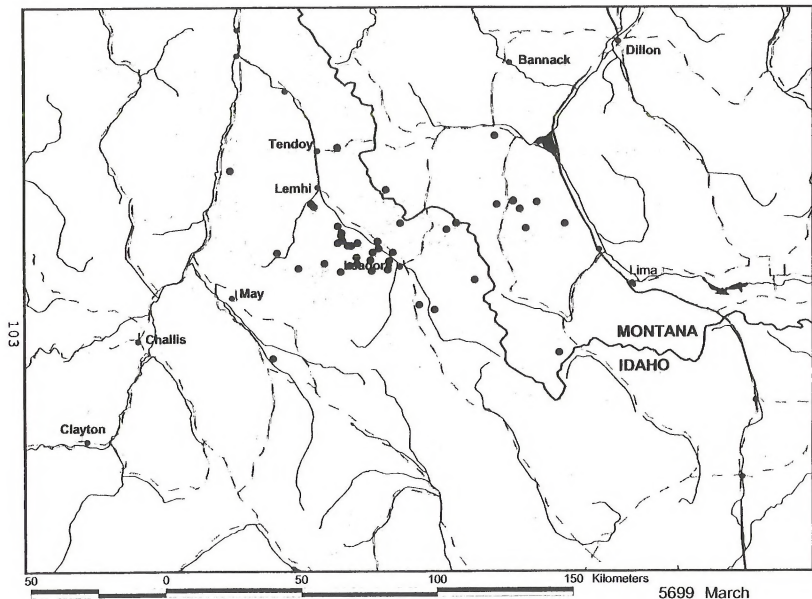 Bannack
Dillon
Tendoy
Lemhi
Leadore
May
Lima
103
Challis
MONTANA
IDAHO
Clayton
50 0 50 100 150 Kilometers
5699 March